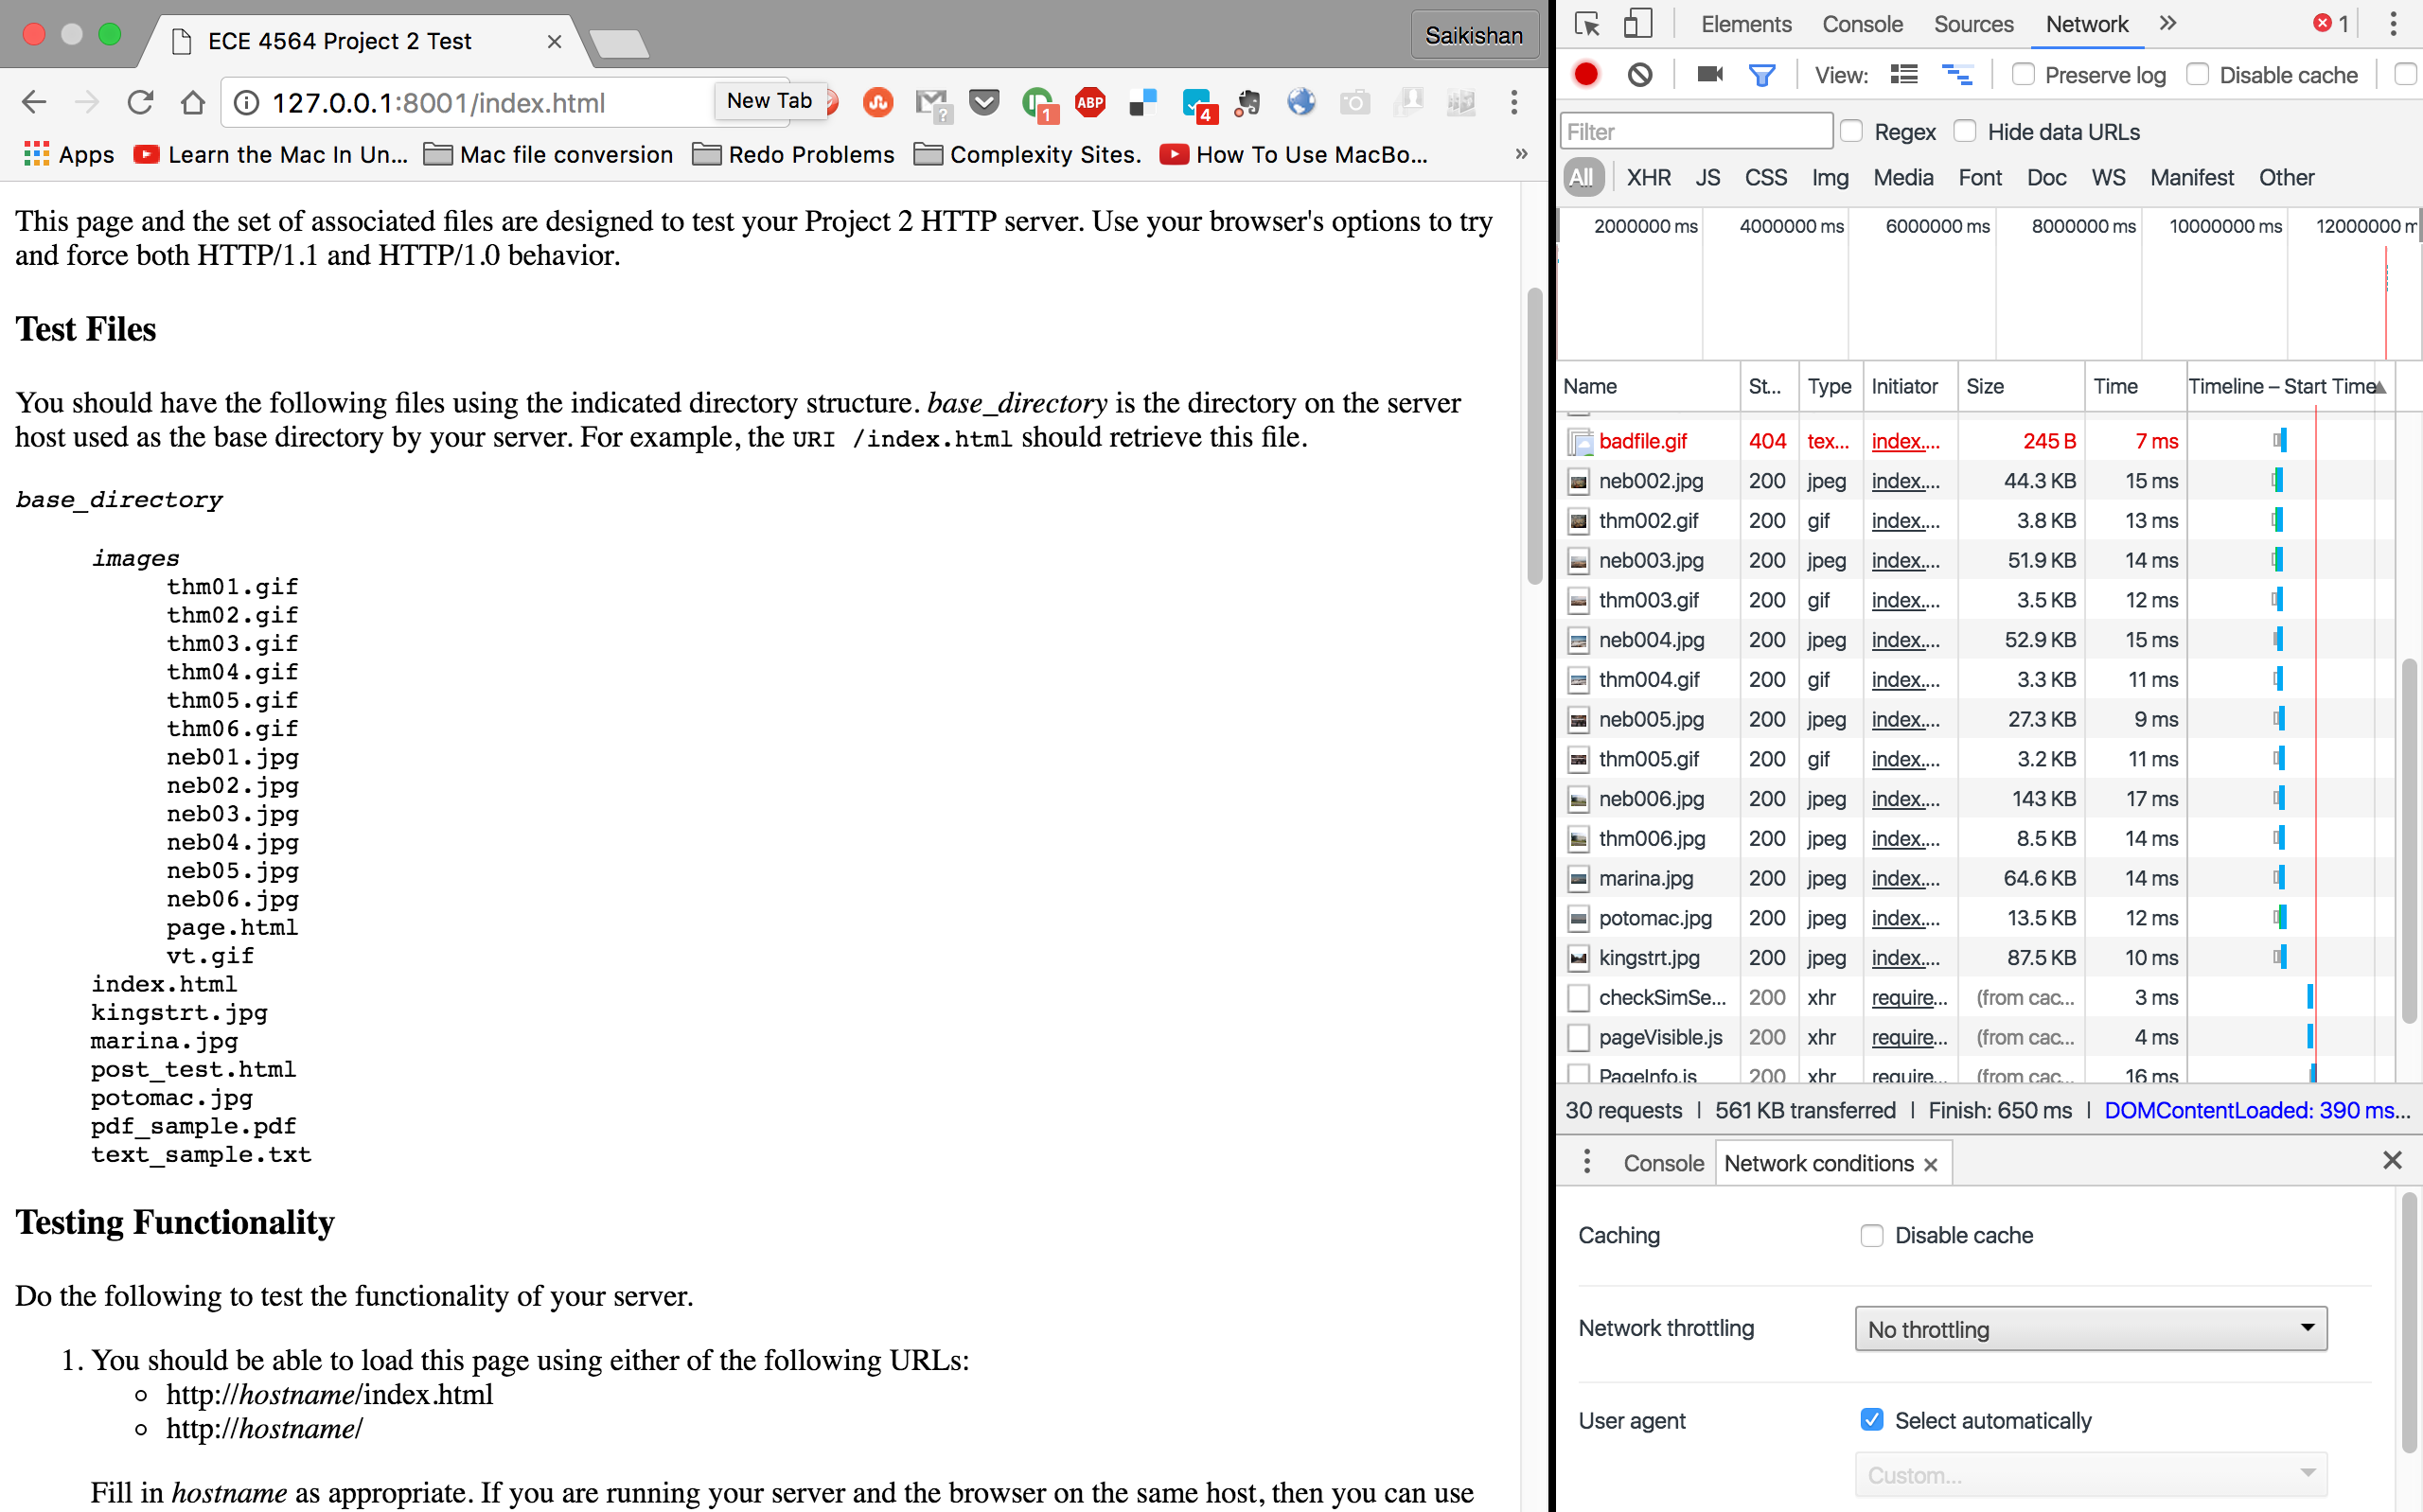 ECE 4564 Project 2 Test
Saikishan
127.0.0.1:8001/index.html
New Tab
?
1
ABP
4
Apps
Learn the Mac In Un...
Mac file conversion
Redo Problems
Complexity Sites.
How To Use MacBo...
»
This page and the set of associated files are designed to test your Project 2 HTTP server. Use your browser's options to try
and force both HTTP/1.1 and HTTP/1.0 behavior.
Test Files
You should have the following files using the indicated directory structure. base_directory is the directory on the server
host used as the base directory by your server. For example, the URI /index.html should retrieve this file.
base_directory
images
thm01.gif
thm02.gif
thm03.gif
thm04.gif
thm05.gif
thm06.gif
neb01.jpg
neb02.jpg
neb03.jpg
neb04.jpg
neb05.jpg
neb06.jpg
page.html
vt.gif
index.html
kingstrt.jpg
marina.jpg
post_test.html
potomac.jpg
pdf_sample.pdf
text_sample.txt
Testing Functionality
Do the following to test the functionality of your server.
1. You should be able to load this page using either of the following URLs:
http://hostname/index.html
http://hostname/
Fill in hostname as appropriate. If you are running your server and the browser on the same host, then you can use
Elements Console Sources Network » 1
View: Preserve log Disable cache
Filter Regex Hide data URLs
All XHR JS CSS Img Media Font Doc WS Manifest Other
2000000 ms 4000000 ms 6000000 ms 8000000 ms 10000000 ms 12000000 m
Name St... Type Initiator Size Time Timeline – Start Time
badfile.gif 404 tex... index.... 245 B 7 ms
neb002.jpg 200 jpeg index.... 44.3 KB 15 ms
thm002.gif 200 gif index.... 3.8 KB 13 ms
neb003.jpg 200 jpeg index.... 51.9 KB 14 ms
thm003.gif 200 gif index.... 3.5 KB 12 ms
neb004.jpg 200 jpeg index.... 52.9 KB 15 ms
thm004.gif 200 gif index.... 3.3 KB 11 ms
neb005.jpg 200 jpeg index.... 27.3 KB 9 ms
thm005.gif 200 gif index.... 3.2 KB 11 ms
neb006.jpg 200 jpeg index.... 143 KB 17 ms
thm006.jpg 200 jpeg index.... 8.5 KB 14 ms
marina.jpg 200 jpeg index.... 64.6 KB 14 ms
potomac.jpg 200 jpeg index.... 13.5 KB 12 ms
kingstrt.jpg 200 jpeg index.... 87.5 KB 10 ms
checkSimSe... 200 xhr require... (from cac... 3 ms
pageVisible.js 200 xhr require... (from cac... 4 ms
PageInfo.js 200 xhr require... (from cac... 16 ms
30 requests | 561 KB transferred | Finish: 650 ms | DOMContentLoaded: 390 ms...
Console Network conditions
Caching Disable cache
Network throttling No throttling
User agent Select automatically
Custom...